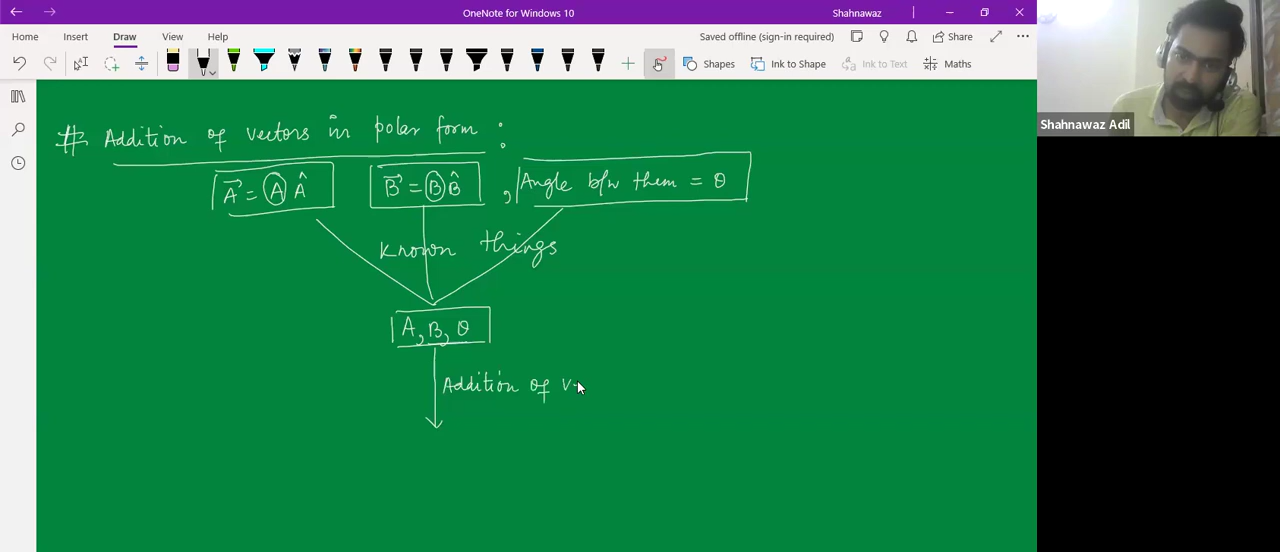 OneNote for Windows 10
Shahnawaz
Home Insert Draw View Help
Saved offline (sign-in required)
Share
Shapes
Ink to Shape
Ink to Text
Maths
Shahnawaz Adil
# Addition of vectors in polar form :
A⃗ = A Â B⃗ = B B̂ , Angle b/w them = θ
Known things
A, B, θ
Addition of v